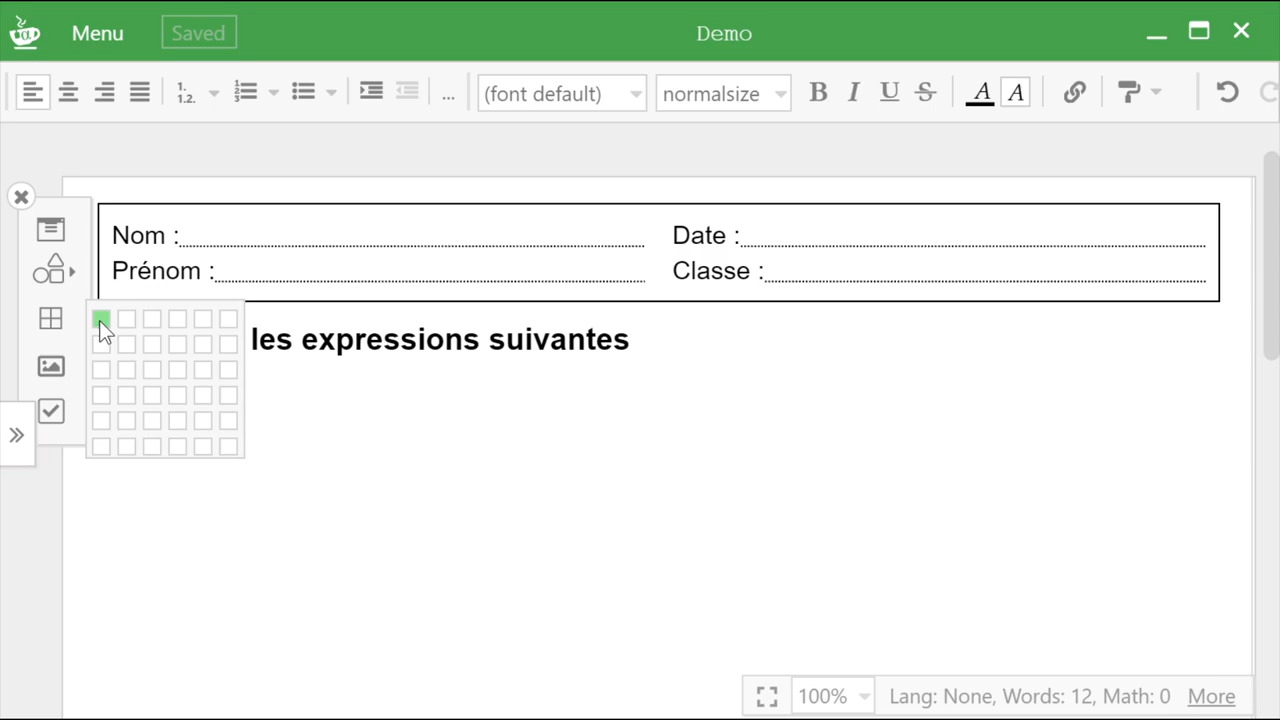 Menu
Saved
Demo
(font default)
normalsize
B I U S A A
Nom :
Date :
Prénom :
Classe :
les expressions suivantes
100%
Lang: None, Words: 12, Math: 0 More